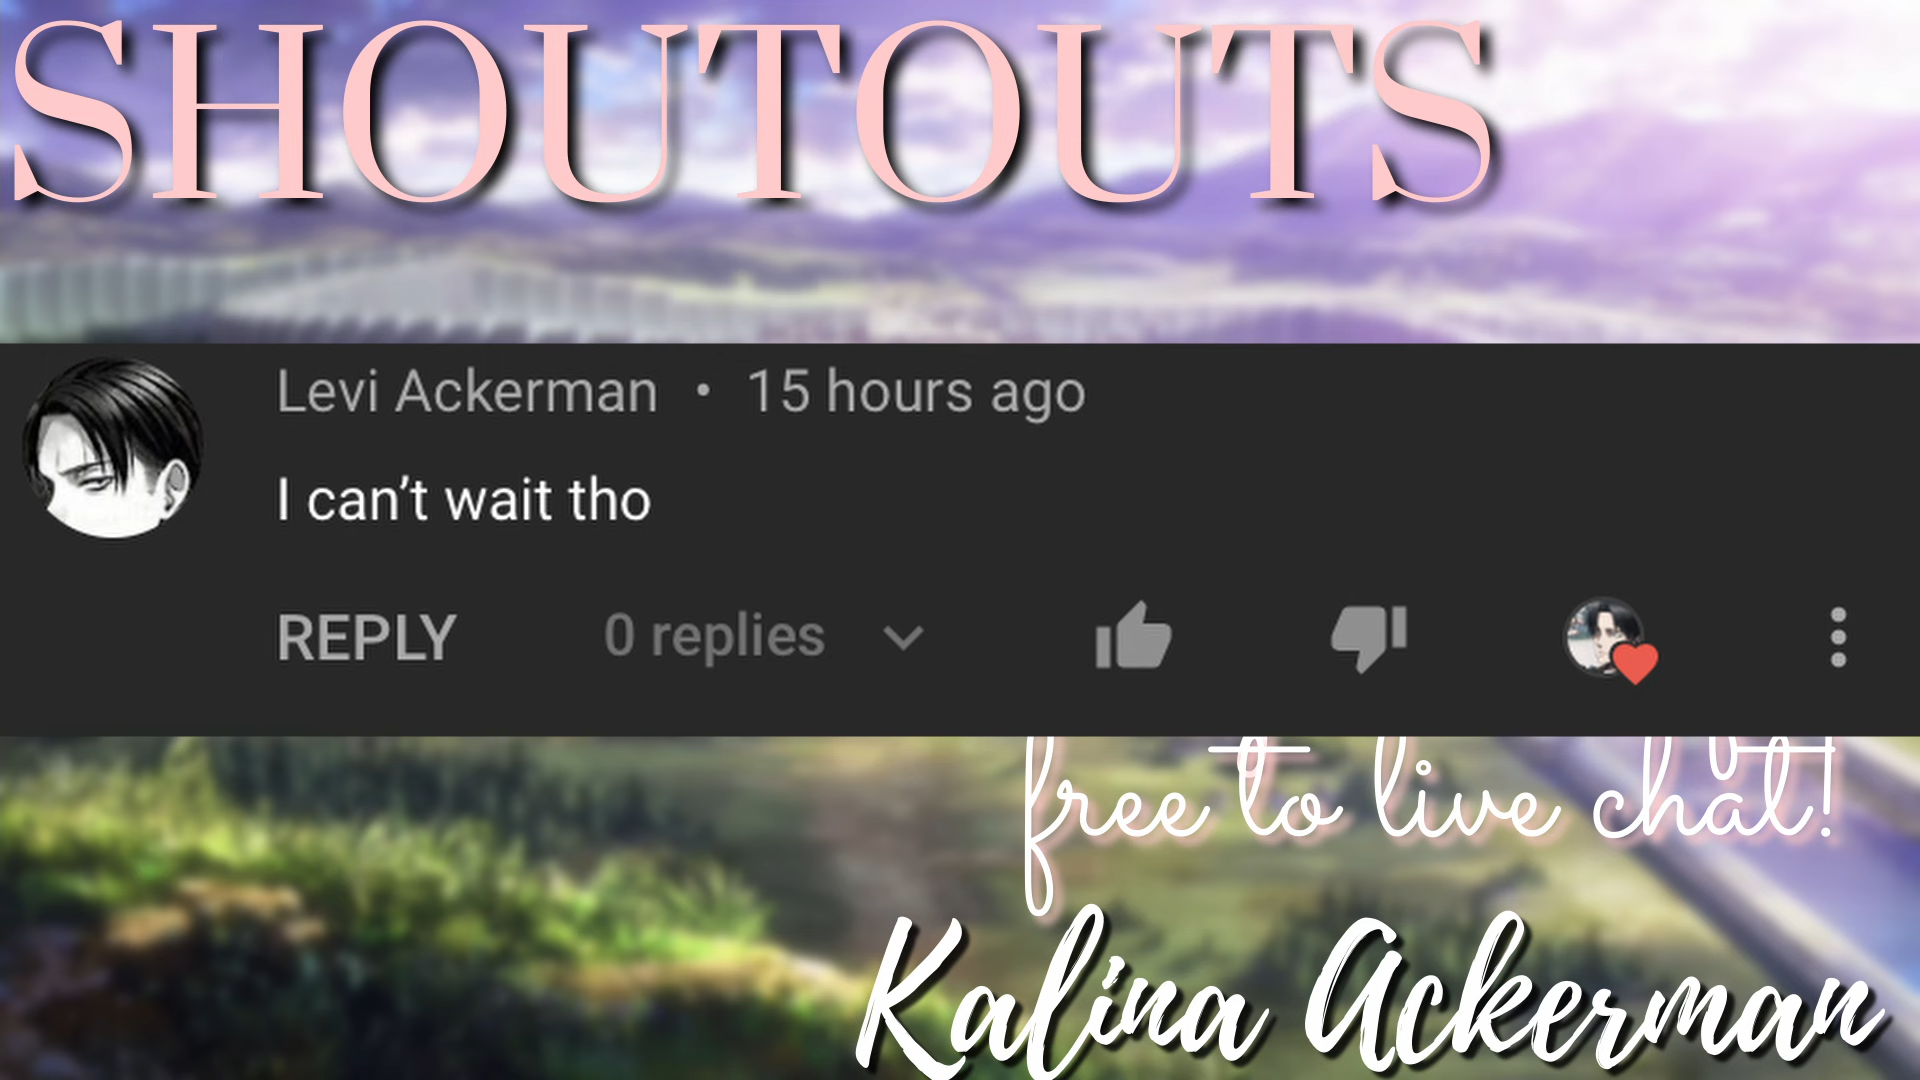 SHOUTOUTS
Levi Ackerman • 15 hours ago
I can’t wait tho
REPLY 0 replies
free to live chat!
Kalina Ackerman